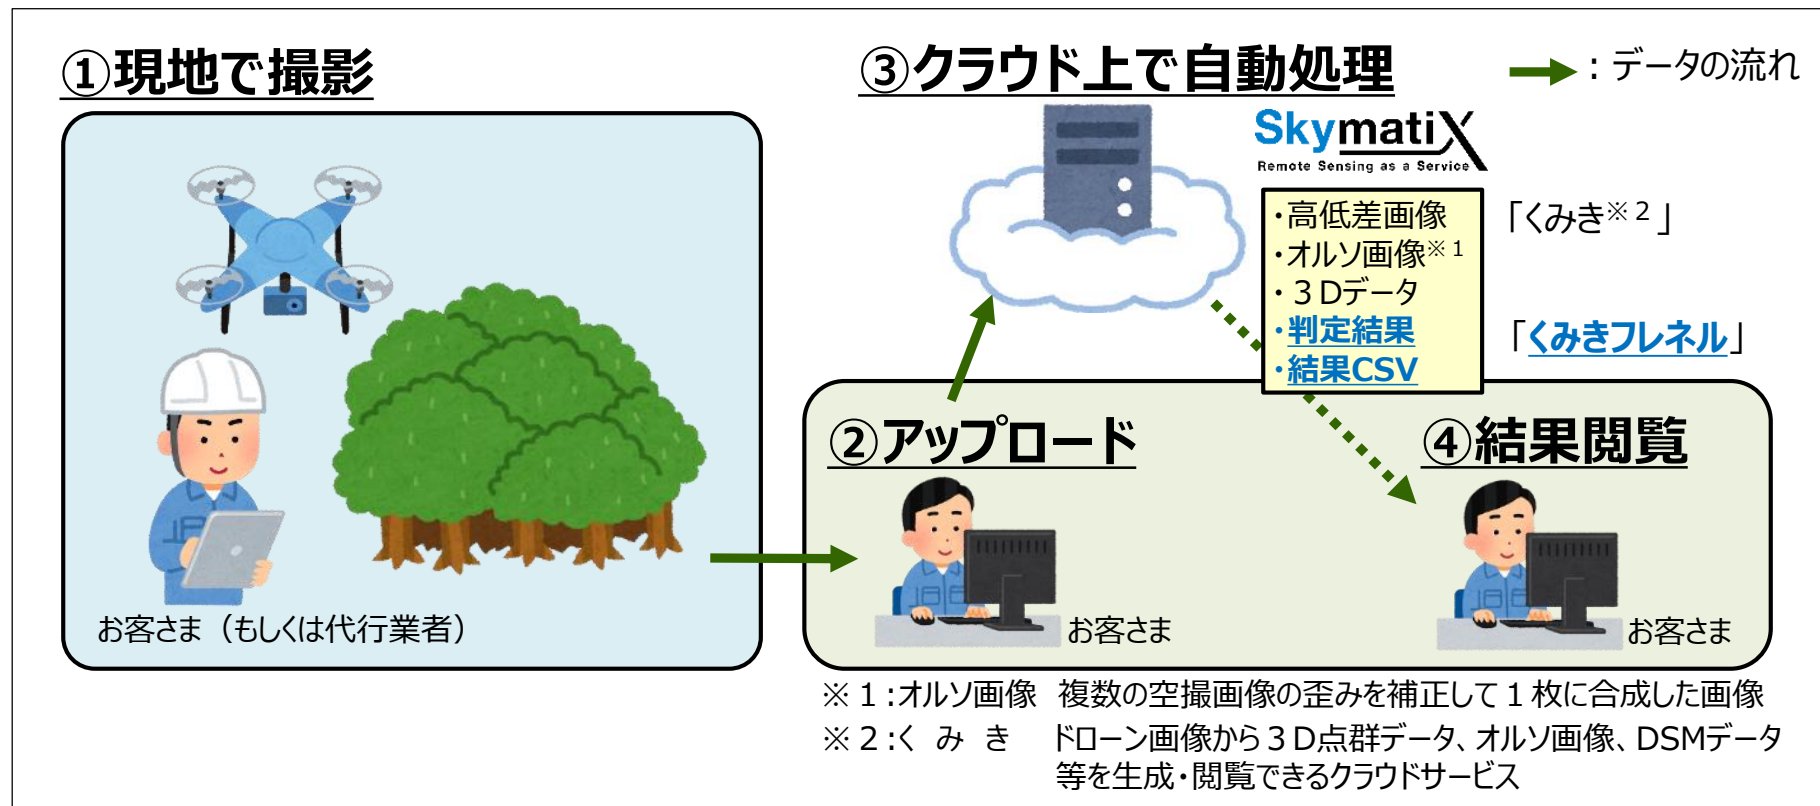 ①現地で撮影
お客さま（もしくは代行業者）
③クラウド上で自動処理
：データの流れ
SkymatiX
Remote Sensing as a Service
・高低差画像
・オルソ画像※１
・３Dデータ
・判定結果
・結果CSV
「くみき※２」
「くみきフレネル」
②アップロード
お客さま
④結果閲覧
お客さま
※１:オルソ画像　複数の空撮画像の歪みを補正して１枚に合成した画像
※２:く み き　ドローン画像から３D点群データ、オルソ画像、DSMデータ
等を生成・閲覧できるクラウドサービス